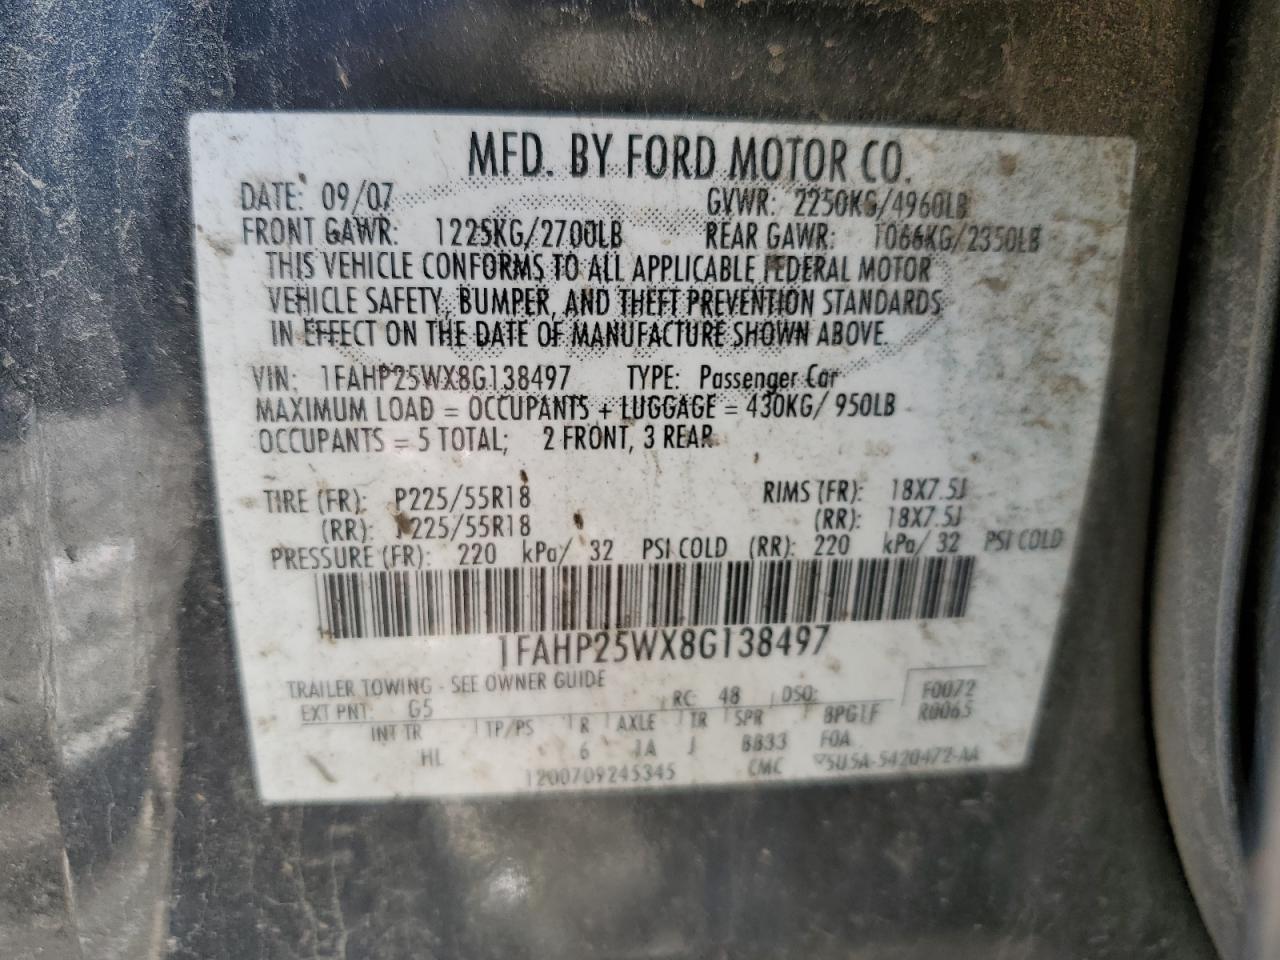 MFD. BY FORD MOTOR CO.
DATE: 09/07 GVWR: 2250KG/4960LB
FRONT GAWR: 1225KG/2700LB REAR GAWR: 1066KG/2350LB
THIS VEHICLE CONFORMS TO ALL APPLICABLE FEDERAL MOTOR
VEHICLE SAFETY, BUMPER, AND THEFT PREVENTION STANDARDS
IN EFFECT ON THE DATE OF MANUFACTURE SHOWN ABOVE.
VIN: 1FAHP25WX8G138497 TYPE: Passenger Car
MAXIMUM LOAD = OCCUPANTS + LUGGAGE = 430KG/ 950LB
OCCUPANTS = 5 TOTAL; 2 FRONT, 3 REAR
TIRE (FR): P225/55R18 RIMS (FR): 18X7.5J
(RR): P225/55R18 (RR): 18X7.5J
PRESSURE (FR): 220 kPa/ 32 PSI COLD (RR): 220 kPa/ 32 PSI COLD
1FAHP25WX8G138497
TRAILER TOWING - SEE OWNER GUIDE
EXT PNT: G5 RC: 48 DSO: F0072
INT TR TP/PS R AXLE TR SPR BPG1F R0065
HL 6 1A J BB33 FOA
1200709245345 CMC 5U5A-5420472-AA